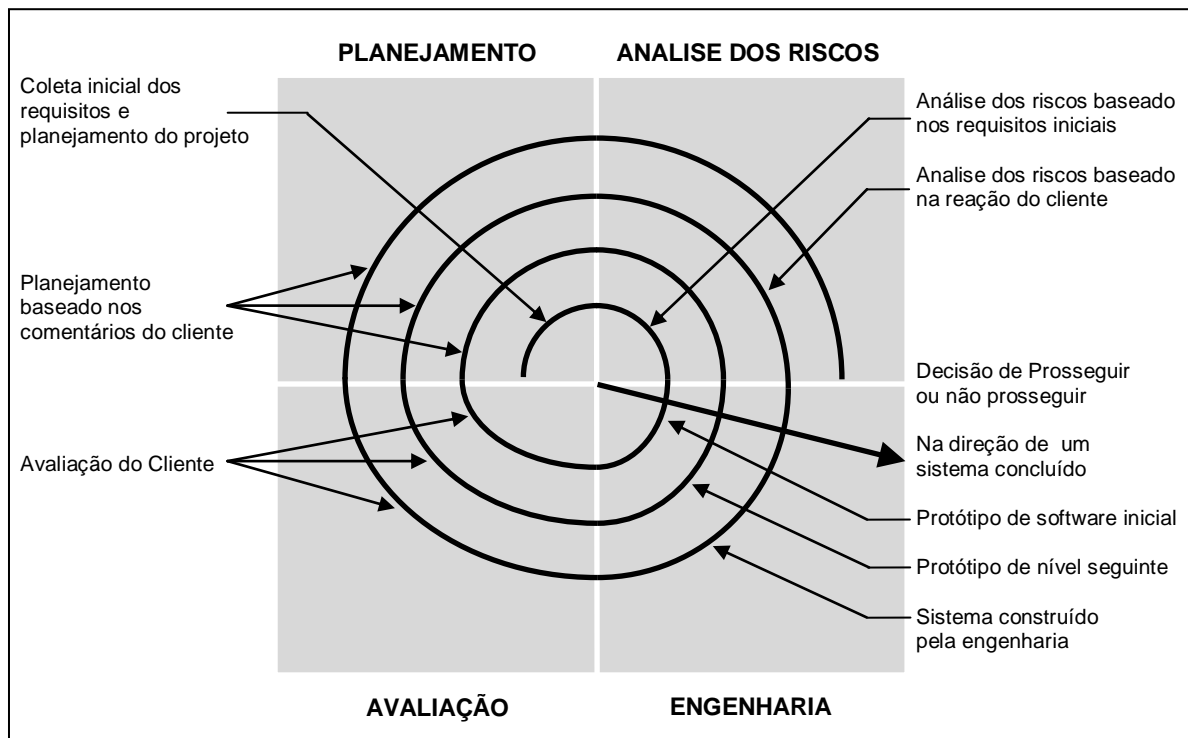 PLANEJAMENTO
ANALISE DOS RISCOS
Coleta inicial dos
requisitos e
planejamento do projeto
Análise dos riscos baseado
nos requisitos iniciais
Analise dos riscos baseado
na reação do cliente
Planejamento
baseado nos
comentários do cliente
Decisão de Prosseguir
ou não prosseguir
Na direção de um
sistema concluído
Avaliação do Cliente
Protótipo de software inicial
Protótipo de nível seguinte
Sistema construído
pela engenharia
AVALIAÇÃO
ENGENHARIA